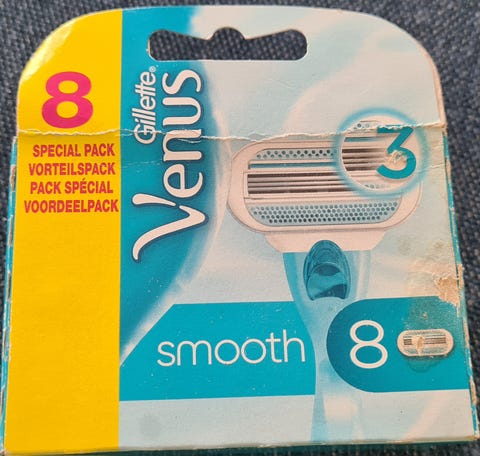 8
SPECIAL PACK
VORTEILSPACK
PACK SPÉCIAL
VOORDEELPACK
Gillette®
Venus
3
smooth
8